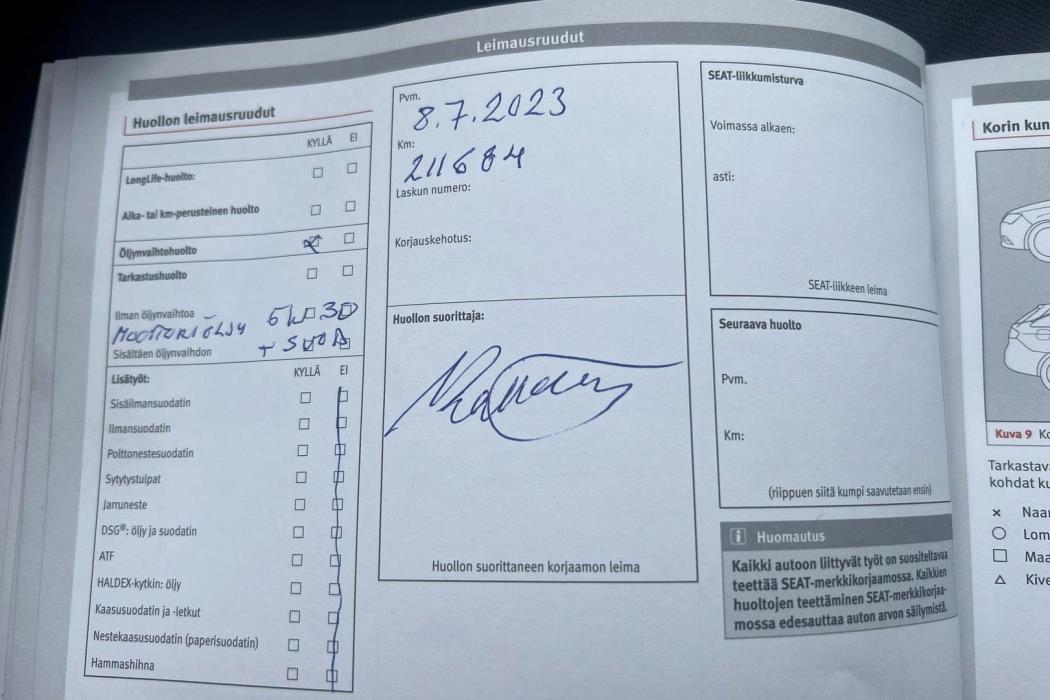 Leimausruudut
Huollon leimausruudut
KYLLÄ EI
LongLife-huolto:
Aika- tai km-perusteinen huolto
Öljynvaihtohuolto
Tarkastushuolto
Ilman öljynvaihtoa 5W30
MOOTTORIÖLJY
Sisältäen öljynvaihdon + SUOD
Lisätyöt: KYLLÄ EI
Sisäilmansuodatin
Ilmansuodatin
Polttonestesuodatin
Sytytystulpat
Jarruneste
DSG®: öljy ja suodatin
ATF
HALDEX-kytkin: öljy
Kaasusuodatin ja -letkut
Nestekaasusuodatin (paperisuodatin)
Hammashihna
Pvm.
8.7.2023
Km:
211684
Laskun numero:
Korjauskehotus:
Huollon suorittaja:
Huollon suorittaneen korjaamon leima
SEAT-liikkumisturva
Voimassa alkaen:
asti:
SEAT-liikkeen leima
Seuraava huolto
Pvm.
Km:
(riippuen siitä kumpi saavutetaan ensin)
i Huomautus
Kaikki autoon liittyvät työt on suositeltavaa
teettää SEAT-merkkikorjaamossa. Kaikkien
huoltojen teettäminen SEAT-merkkikorjaa-
mossa edesauttaa auton arvon säilymistä.
Korin kun
Kuva 9 Ko
Tarkastava
kohdat ku
× Naar
○ Lom
□ Maa
△ Kive